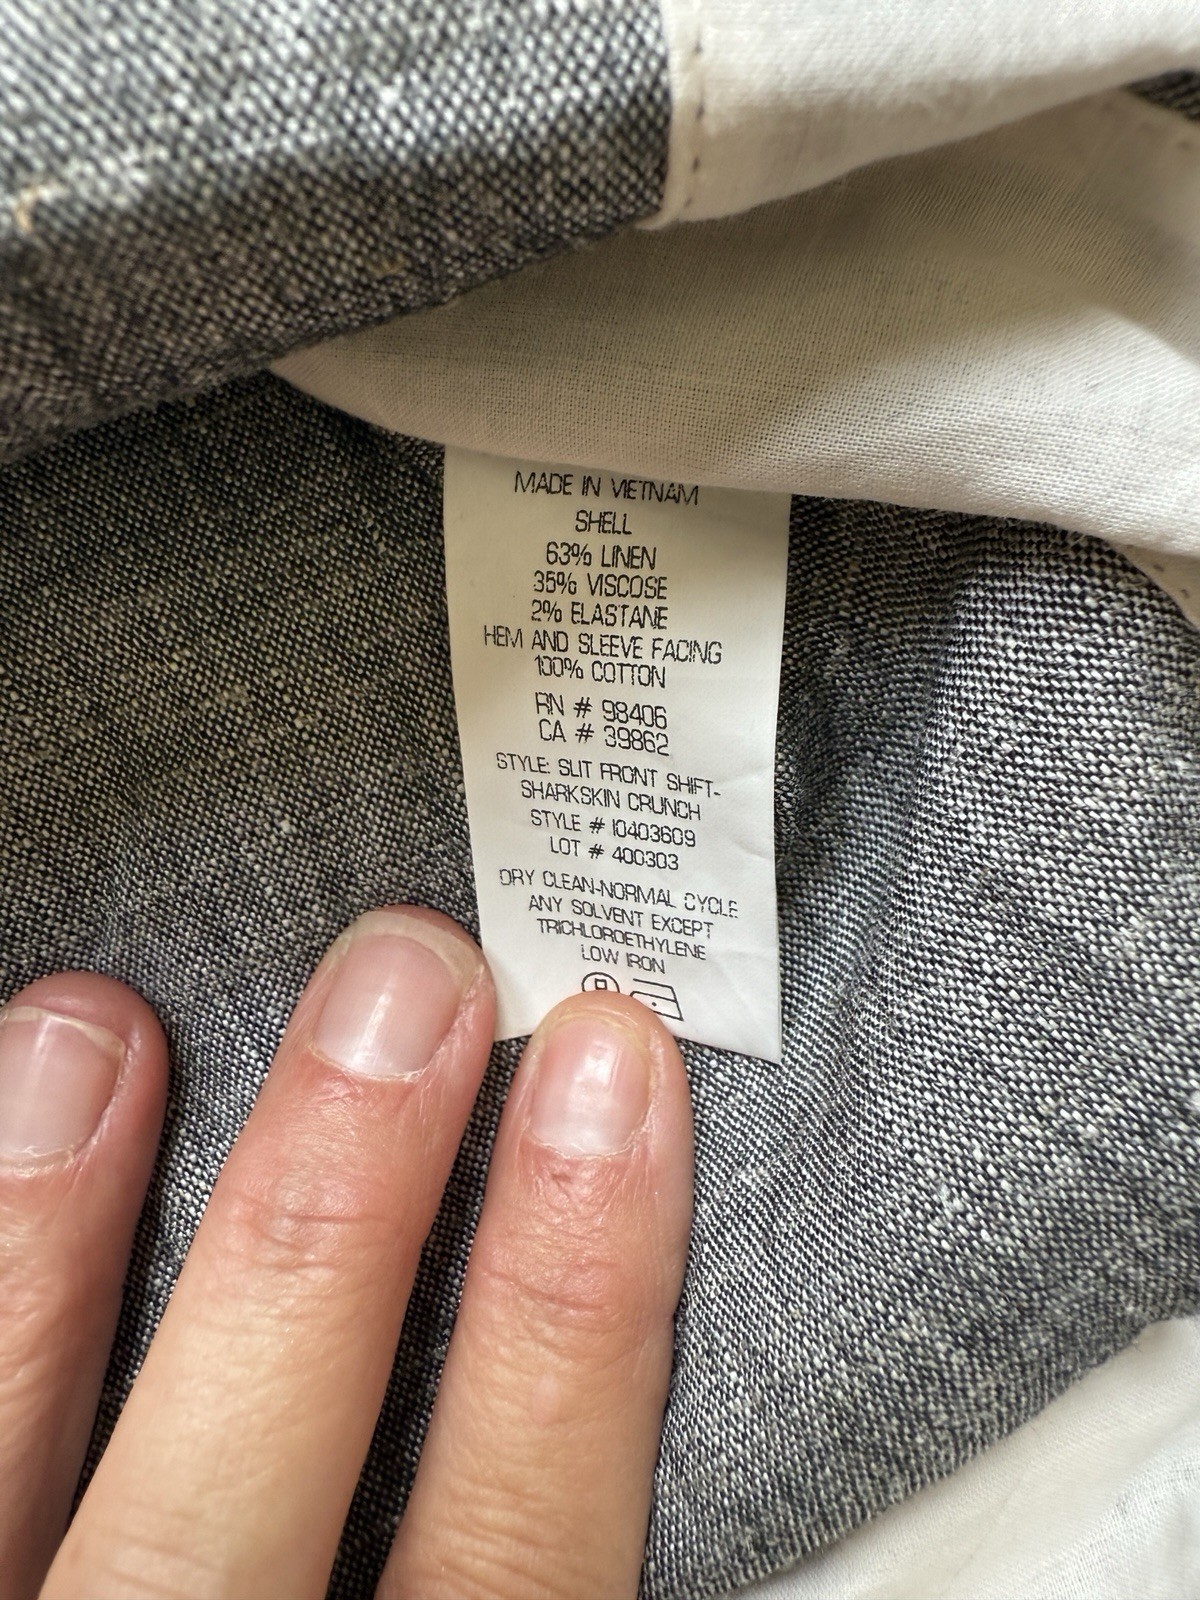 MADE IN VIETNAM
SHELL
63% LINEN
35% VISCOSE
2% ELASTANE
HEM AND SLEEVE FACING
100% COTTON
RN # 98406
CA # 39862
STYLE: SLIT FRONT SHIFT-
SHARKSKIN CRUNCH
STYLE # 10403609
LOT # 400303
DRY CLEAN-NORMAL CYCLE
ANY SOLVENT EXCEPT
TRICHLOROETHYLENE
LOW IRON